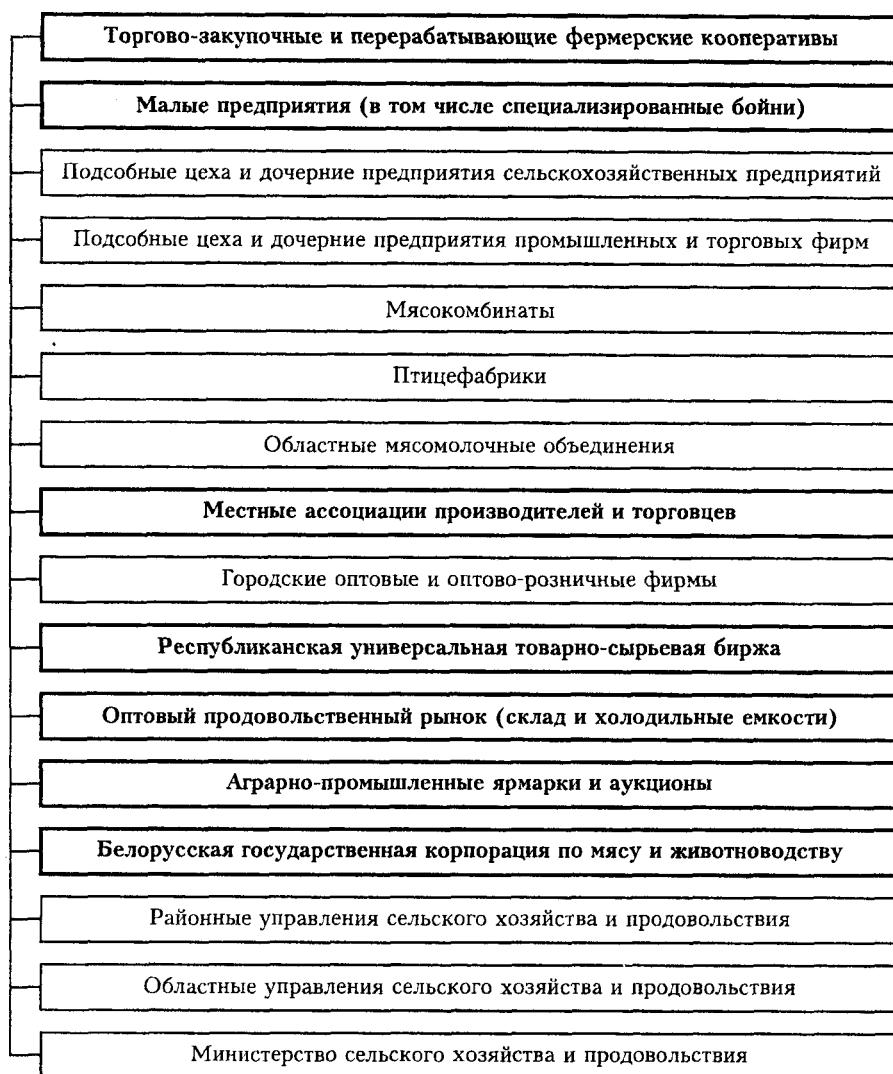 Торгово-закупочные и перерабатывающие фермерские кооперативы
Малые предприятия (в том числе специализированные бойни)
Подсобные цеха и дочерние предприятия сельскохозяйственных предприятий
Подсобные цеха и дочерние предприятия промышленных и торговых фирм
Мясокомбинаты
Птицефабрики
Областные мясомолочные объединения
Местные ассоциации производителей и торговцев
Городские оптовые и оптово-розничные фирмы
Республиканская универсальная товарно-сырьевая биржа
Оптовый продовольственный рынок (склад и холодильные емкости)
Аграрно-промышленные ярмарки и аукционы
Белорусская государственная корпорация по мясу и животноводству
Районные управления сельского хозяйства и продовольствия
Областные управления сельского хозяйства и продовольствия
Министерство сельского хозяйства и продовольствия